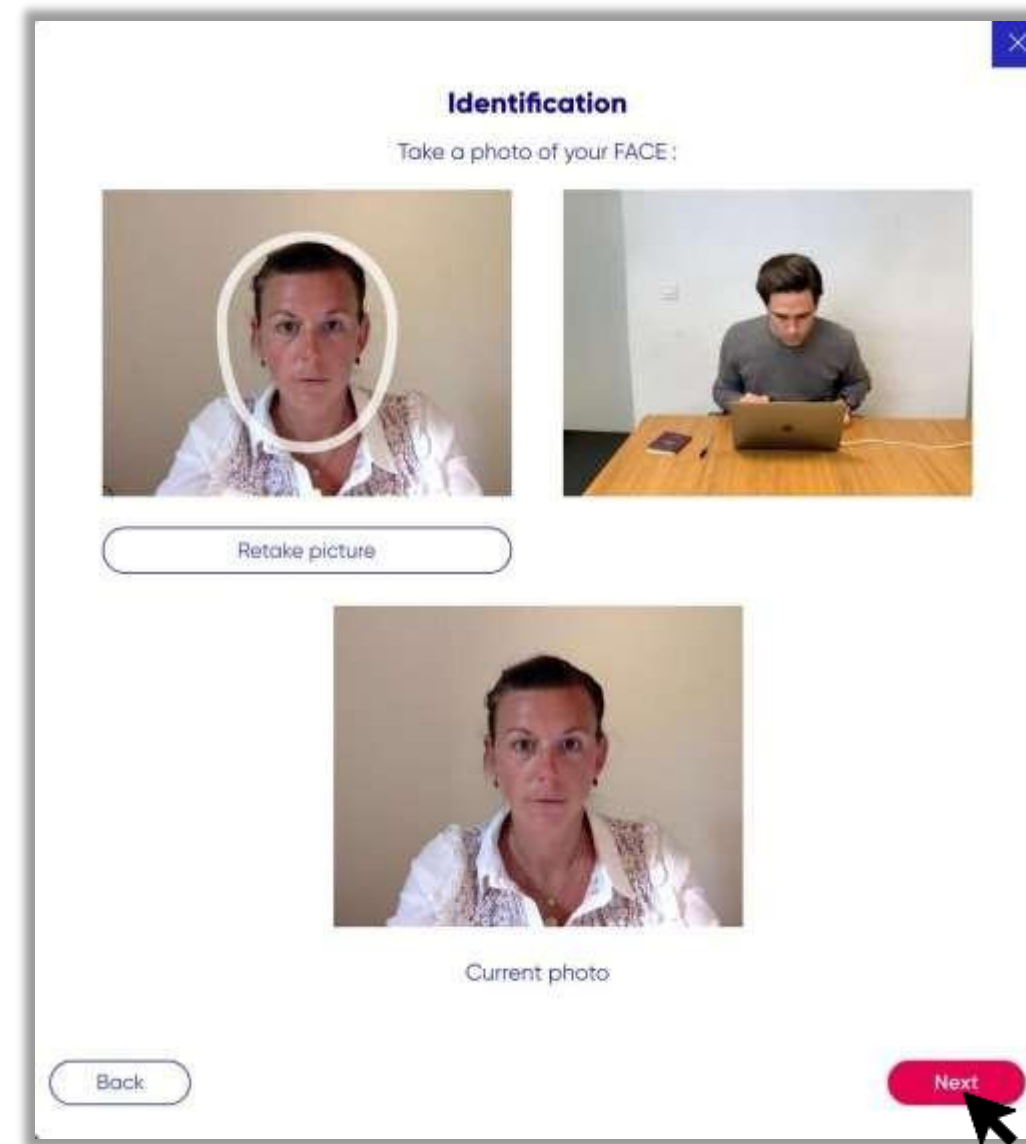 Identification
Take a photo of your FACE :
Retake picture
Current photo
Back
Next